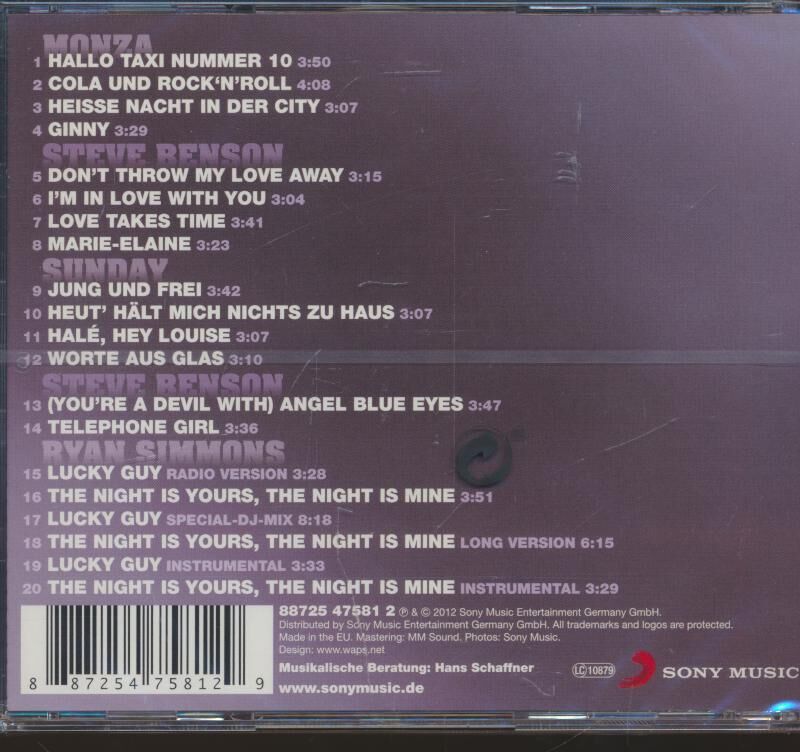 MONZA
1 HALLO TAXI NUMMER 10 3:50
2 COLA UND ROCK'N'ROLL 4:08
3 HEISSE NACHT IN DER CITY 3:07
4 GINNY 3:29
STEVE BENSON
5 DON'T THROW MY LOVE AWAY 3:15
6 I'M IN LOVE WITH YOU 3:04
7 LOVE TAKES TIME 3:41
8 MARIE-ELAINE 3:23
SUNDAY
9 JUNG UND FREI 3:42
10 HEUT' HÄLT MICH NICHTS ZU HAUS 3:07
11 HALÉ, HEY LOUISE 3:07
12 WORTE AUS GLAS 3:10
STEVE BENSON
13 (YOU'RE A DEVIL WITH) ANGEL BLUE EYES 3:47
14 TELEPHONE GIRL 3:36
RYAN SIMMONS
15 LUCKY GUY RADIO VERSION 3:28
16 THE NIGHT IS YOURS, THE NIGHT IS MINE 3:51
17 LUCKY GUY SPECIAL-DJ-MIX 8:18
18 THE NIGHT IS YOURS, THE NIGHT IS MINE LONG VERSION 6:15
19 LUCKY GUY INSTRUMENTAL 3:33
20 THE NIGHT IS YOURS, THE NIGHT IS MINE INSTRUMENTAL 3:29
88725 47581 2 ℗ & © 2012 Sony Music Entertainment Germany GmbH.
Distributed by Sony Music Entertainment Germany GmbH. All trademarks and logos are protected.
Made in the EU. Mastering: MM Sound. Photos: Sony Music.
Design: www.waps.net
Musikalische Beratung: Hans Schaffner
www.sonymusic.de
LC 10879
SONY MUSIC
8 87254 75812 9